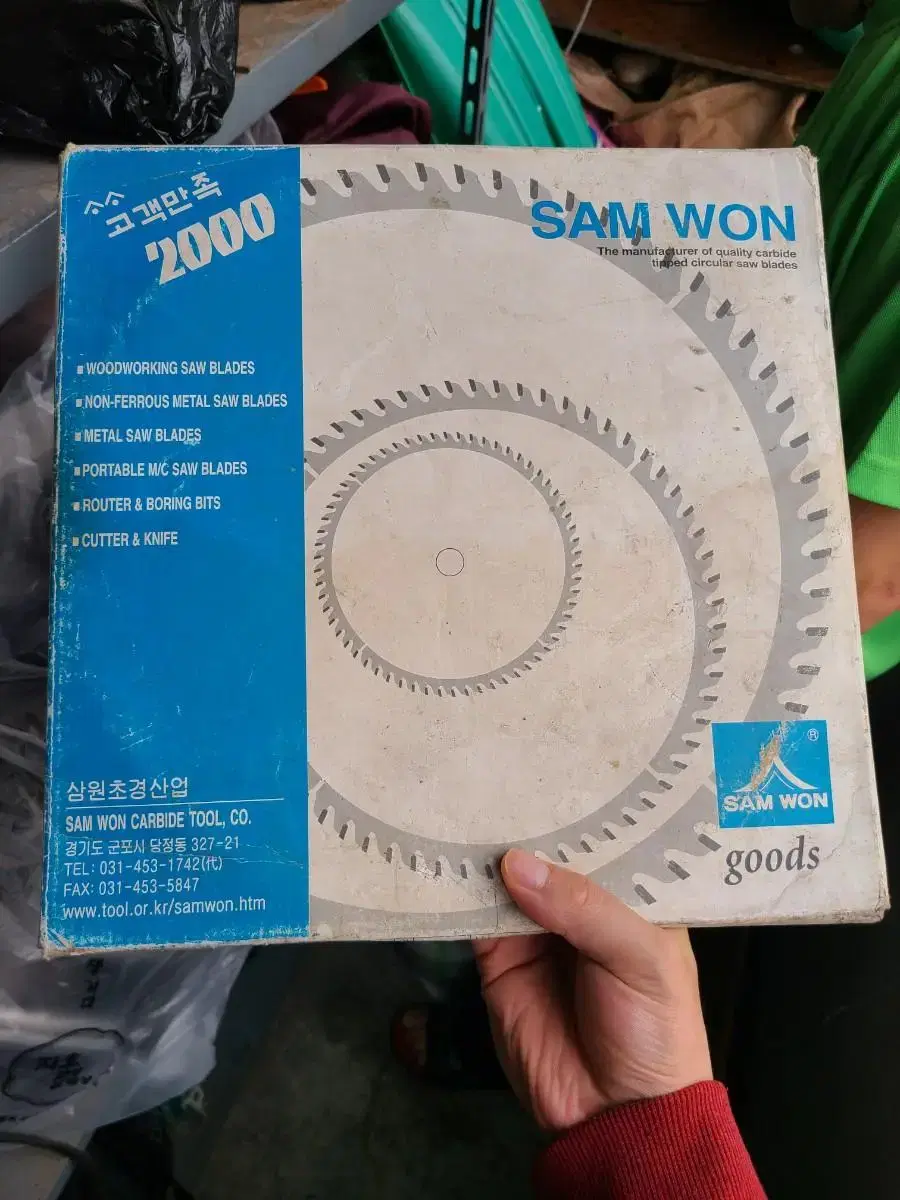 고객만족
2000
SAM WON
The manufacturer of quality carbide
tipped circular saw blades
■ WOODWORKING SAW BLADES
■ NON-FERROUS METAL SAW BLADES
■ METAL SAW BLADES
■ PORTABLE M/C SAW BLADES
■ ROUTER & BORING BITS
■ CUTTER & KNIFE
삼원초경산업
SAM WON CARBIDE TOOL, CO.
경기도 군포시 당정동 327-21
TEL: 031-453-1742(代)
FAX: 031-453-5847
www.tool.or.kr/samwon.htm
®
SAM WON
goods